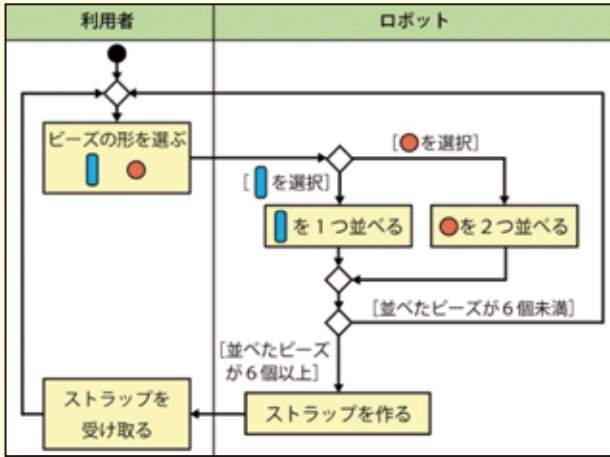 利用者
ロボット
ビーズの形を選ぶ
[を選択]
[を選択]
を1つ並べる
を2つ並べる
[並べたビーズが6個未満]
[並べたビーズ
が6個以上]
ストラップを
受け取る
ストラップを作る